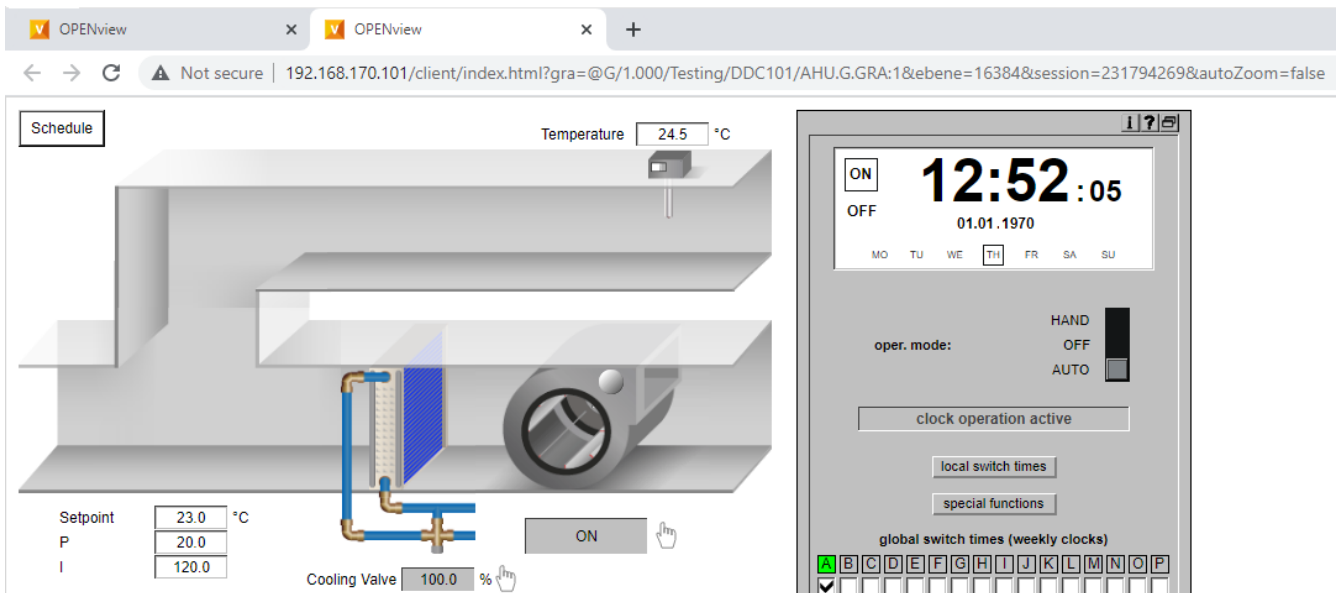 OPENview
OPENview
Not secure | 192.168.170.101/client/index.html?gra=@G/1.000/Testing/DDC101/AHU.G.GRA:1&ebene=16384&session=231794269&autoZoom=false
Schedule
Temperature 24.5 °C
Setpoint 23.0 °C
P 20.0
I 120.0
ON
Cooling Valve 100.0 %
i ?
ON
OFF
12:52:05
01.01.1970
MO TU WE TH FR SA SU
oper. mode:
HAND
OFF
AUTO
clock operation active
local switch times
special functions
global switch times (weekly clocks)
A B C D E F G H I J K L M N O P